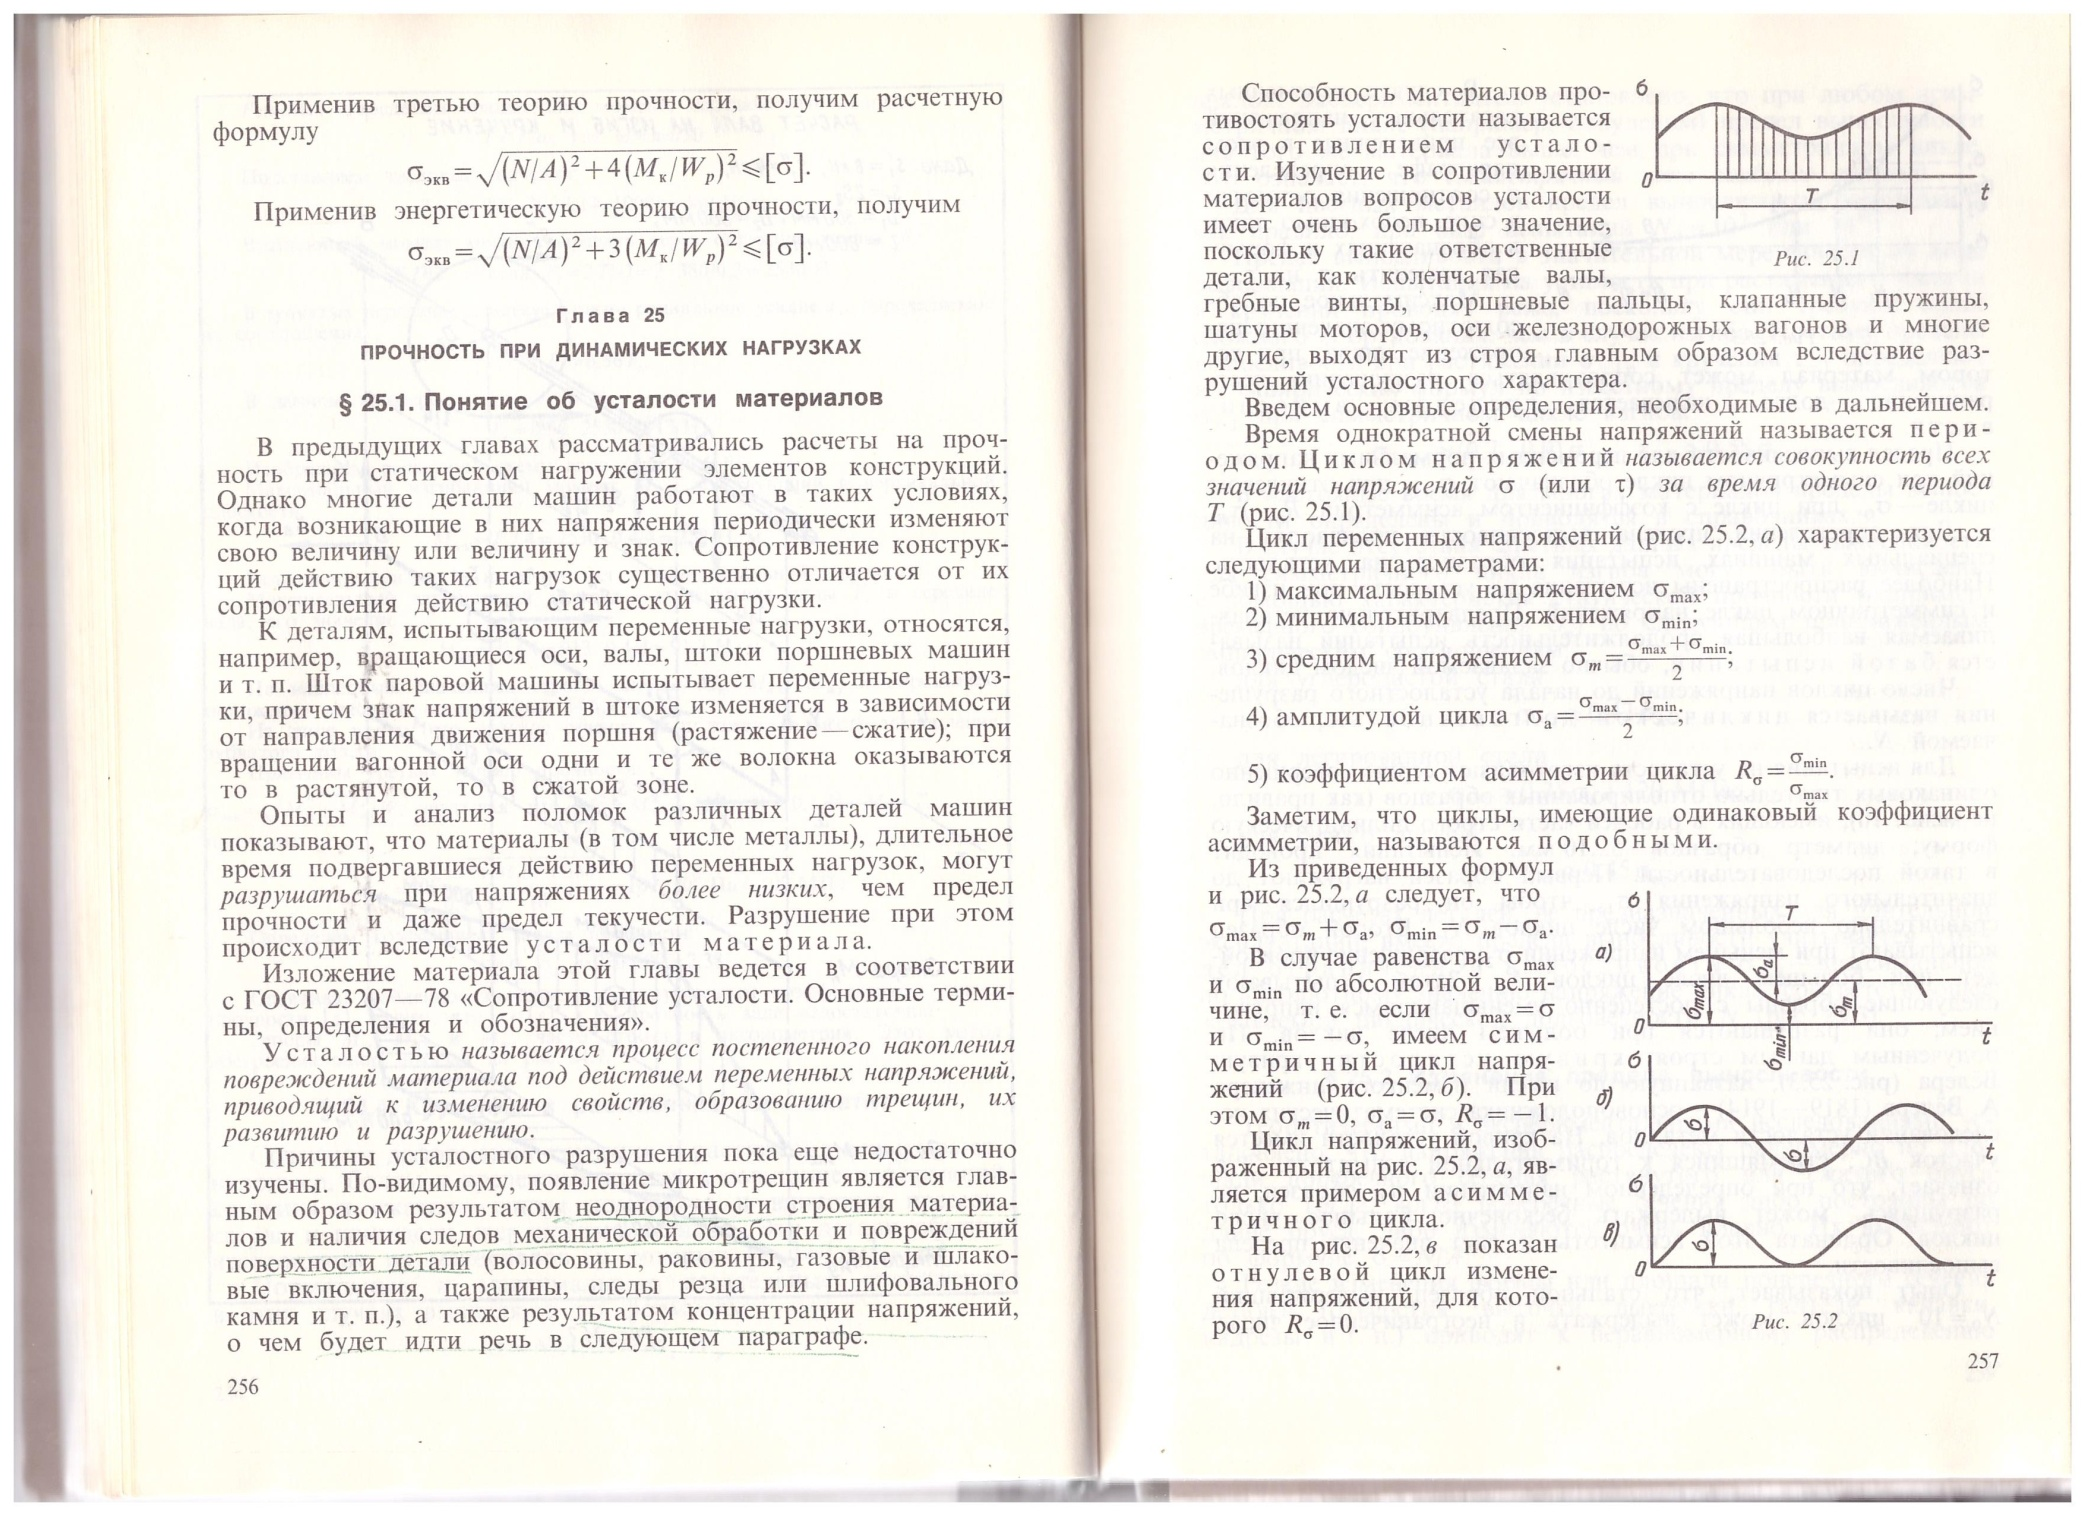 Применив третью теорию прочности, получим расчетную
формулу
σэкв=√(N/A)²+4(Mк/Wp)²⩽[σ].
Применив энергетическую теорию прочности, получим
σэкв=√(N/A)²+3(Mк/Wp)²⩽[σ].
Глава 25
ПРОЧНОСТЬ ПРИ ДИНАМИЧЕСКИХ НАГРУЗКАХ
§ 25.1. Понятие об усталости материалов
В предыдущих главах рассматривались расчеты на проч-
ность при статическом нагружении элементов конструкций.
Однако многие детали машин работают в таких условиях,
когда возникающие в них напряжения периодически изменяют
свою величину или величину и знак. Сопротивление конструк-
ций действию таких нагрузок существенно отличается от их
сопротивления действию статической нагрузки.
К деталям, испытывающим переменные нагрузки, относятся,
например, вращающиеся оси, валы, штоки поршневых машин
и т. п. Шток паровой машины испытывает переменные нагруз-
ки, причем знак напряжений в штоке изменяется в зависимости
от направления движения поршня (растяжение — сжатие); при
вращении вагонной оси одни и те же волокна оказываются
то в растянутой, то в сжатой зоне.
Опыты и анализ поломок различных деталей машин
показывают, что материалы (в том числе металлы), длительное
время подвергавшиеся действию переменных нагрузок, могут
разрушаться при напряжениях более низких, чем предел
прочности и даже предел текучести. Разрушение при этом
происходит вследствие усталости материала.
Изложение материала этой главы ведется в соответствии
с ГОСТ 23207—78 «Сопротивление усталости. Основные терми-
ны, определения и обозначения».
Усталостью называется процесс постепенного накопления
повреждений материала под действием переменных напряжений,
приводящий к изменению свойств, образованию трещин, их
развитию и разрушению.
Причины усталостного разрушения пока еще недостаточно
изучены. По-видимому, появление микротрещин является глав-
ным образом результатом неоднородности строения материа-
лов и наличия следов механической обработки и повреждений
поверхности детали (волосовины, раковины, газовые и шлако-
вые включения, царапины, следы резца или шлифовального
камня и т. п.), а также результатом концентрации напряжений,
о чем будет идти речь в следующем параграфе.
256
Способность материалов про-
тивостоять усталости называется
сопротивлением устало-
сти. Изучение в сопротивлении
материалов вопросов усталости
имеет очень большое значение,
поскольку такие ответственные
детали, как коленчатые валы,
гребные винты, поршневые пальцы, клапанные пружины,
шатуны моторов, оси железнодорожных вагонов и многие
другие, выходят из строя главным образом вследствие раз-
рушений усталостного характера.
σ
0
T
t
Рис. 25.1
Введем основные определения, необходимые в дальнейшем.
Время однократной смены напряжений называется пери-
одом. Циклом напряжений называется совокупность всех
значений напряжений σ (или τ) за время одного периода
T (рис. 25.1).
Цикл переменных напряжений (рис. 25.2, а) характеризуется
следующими параметрами:
1) максимальным напряжением σmax;
2) минимальным напряжением σmin;
3) средним напряжением σm=(σmax+σmin)/2;
4) амплитудой цикла σa=(σmax−σmin)/2;
5) коэффициентом асимметрии цикла Rσ=σmin/σmax.
Заметим, что циклы, имеющие одинаковый коэффициент
асимметрии, называются подобными.
Из приведенных формул
и рис. 25.2, а следует, что
σmax=σm+σa, σmin=σm−σa.
В случае равенства σmax
и σmin по абсолютной вели-
чине, т. е. если σmax=σ
и σmin=−σ, имеем сим-
метричный цикл напря-
жений (рис. 25.2, б). При
этом σm=0, σa=σ, Rσ=−1.
Цикл напряжений, изоб-
раженный на рис. 25.2, а, яв-
ляется примером асимме-
тричного цикла.
На рис. 25.2, в показан
отнулевой цикл измене-
ния напряжений, для кото-
рого Rσ=0.
а)
σ
T
σmax
σa
σm
σmin
0
t
б)
σ
σ
σ
0
t
в)
σ
σ
0
t
Рис. 25.2
257